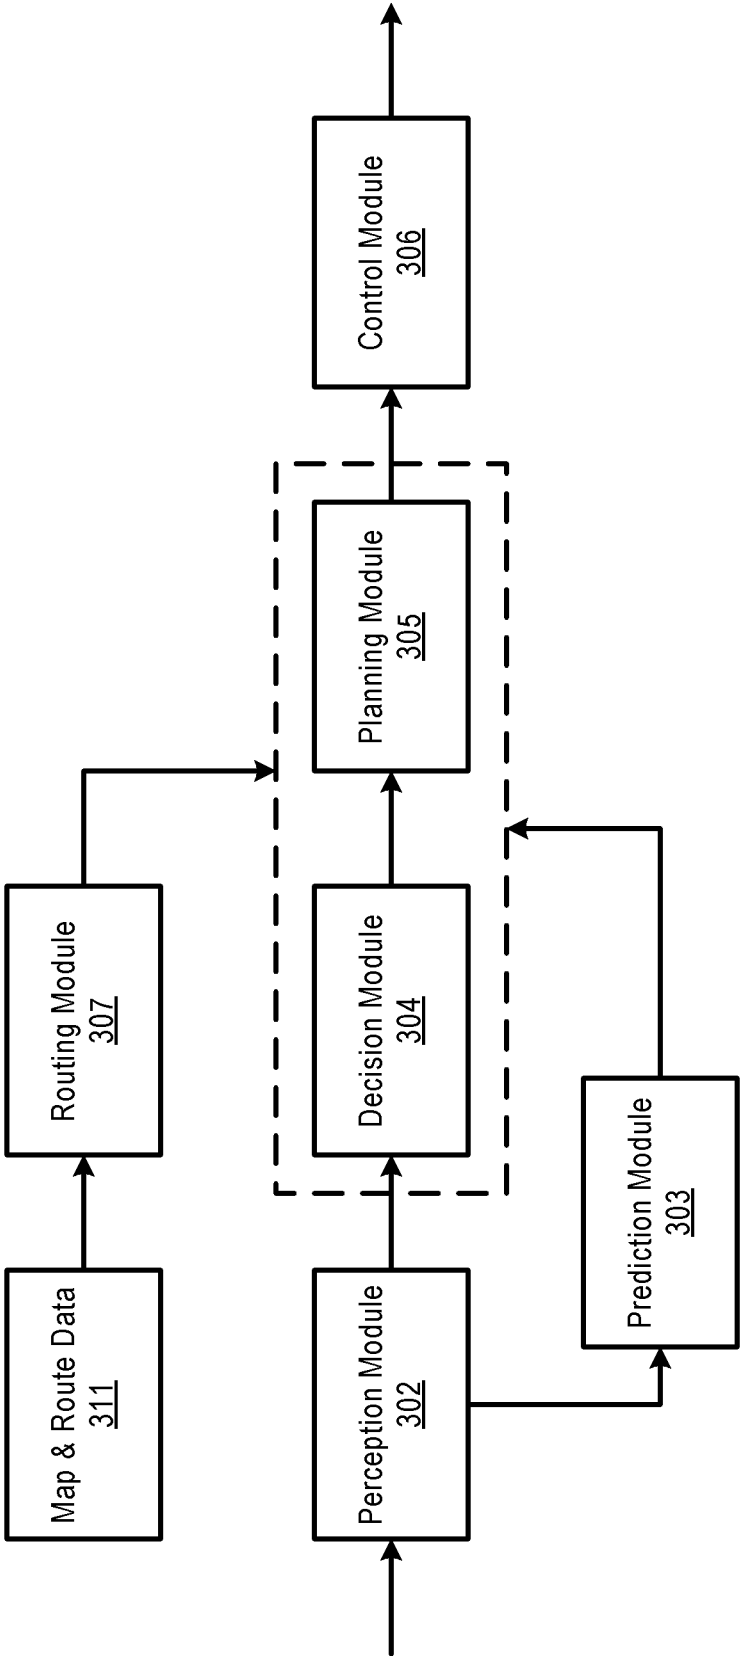 Map & Route Data
311
Routing Module
307
Perception Module
302
Decision Module
304
Planning Module
305
Control Module
306
Prediction Module
303